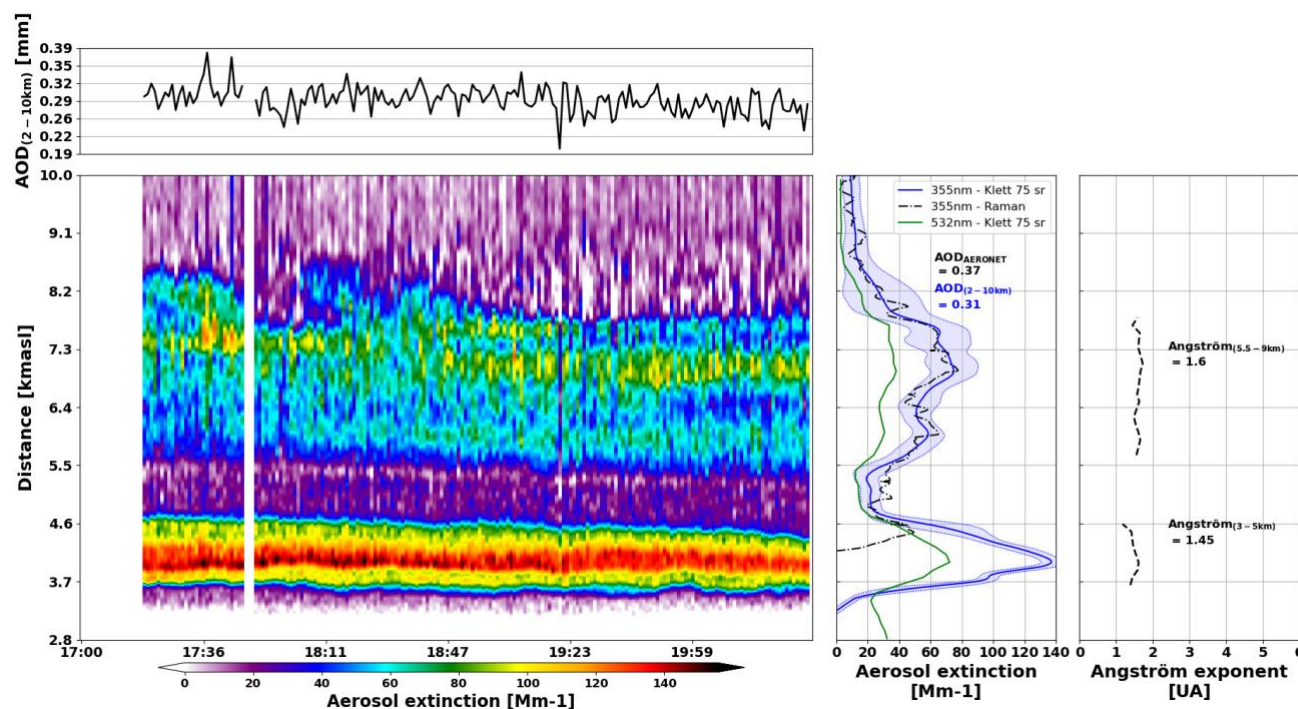 AOD(2−10km) [mm]
0.39
0.35
0.32
0.29
0.26
0.22
0.19
Distance [kmasl]
10.0
9.1
8.2
7.3
6.4
5.5
4.6
3.7
2.8
17:00 17:36 18:11 18:47 19:23 19:59
0 20 40 60 80 100 120 140
Aerosol extinction [Mm-1]
355nm - Klett 75 sr
355nm - Raman
532nm - Klett 75 sr
AODAERONET
= 0.37
AOD(2−10km)
= 0.31
0 20 40 60 80 100 120 140
Aerosol extinction
[Mm-1]
Angström(5.5−9km)
= 1.6
Angström(3−5km)
= 1.45
0 1 2 3 4 5 6
Angström exponent
[UA]